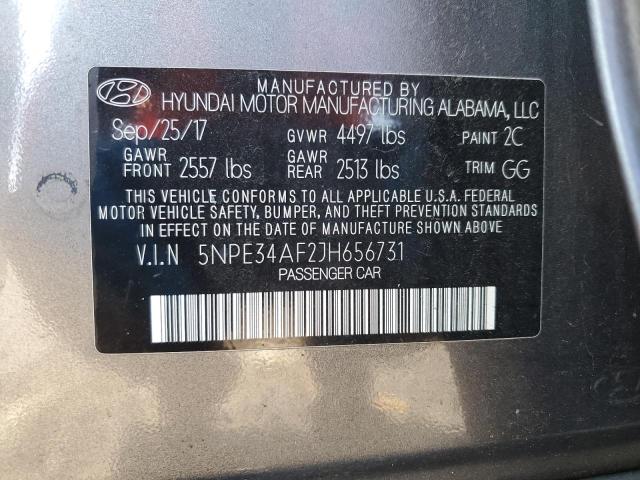 MANUFACTURED BY
HYUNDAI MOTOR MANUFACTURING ALABAMA, LLC
Sep/25/17 GVWR 4497 lbs PAINT 2C
GAWR FRONT 2557 lbs GAWR REAR 2513 lbs TRIM GG
THIS VEHICLE CONFORMS TO ALL APPLICABLE U.S.A. FEDERAL
MOTOR VEHICLE SAFETY, BUMPER, AND THEFT PREVENTION STANDARDS
IN EFFECT ON THE DATE OF MANUFACTURE SHOWN ABOVE.
V.I.N 5NPE34AF2JH656731
PASSENGER CAR